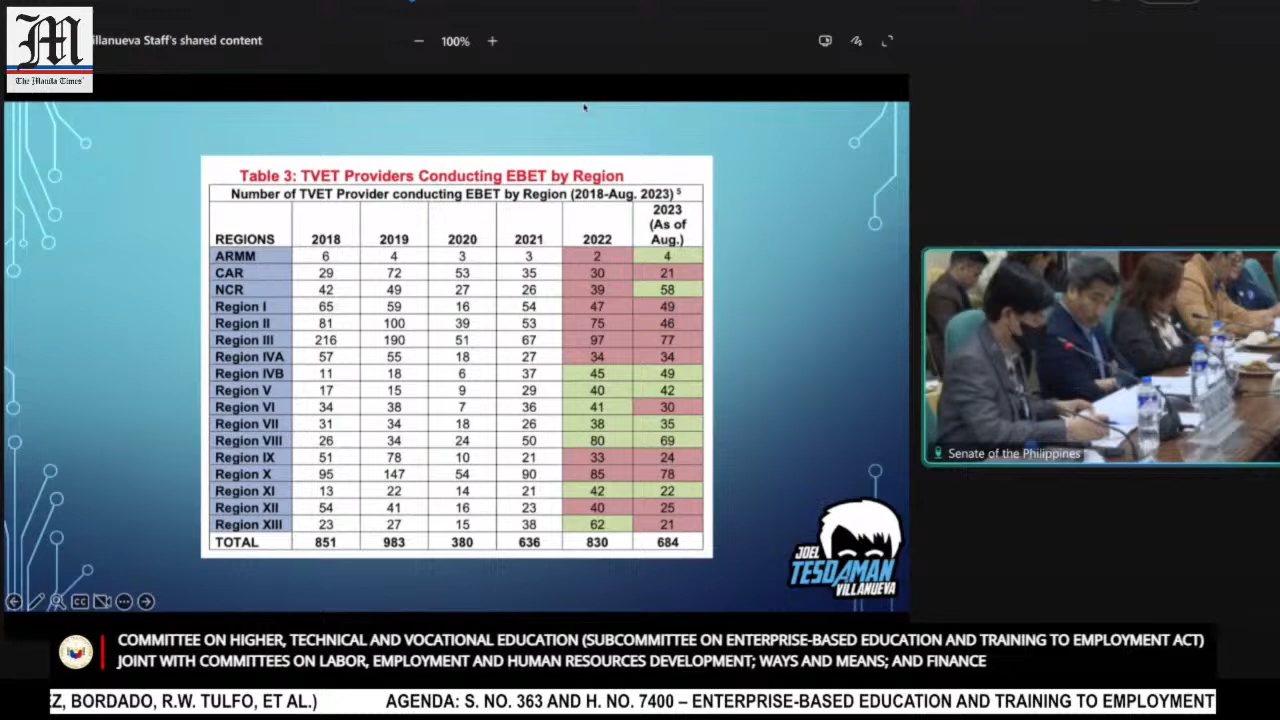 M
The Manila Times
illanueva Staff's shared content
− 100% +
Table 3: TVET Providers Conducting EBET by Region
Number of TVET Provider conducting EBET by Region (2018-Aug. 2023) 5
REGIONS 2018 2019 2020 2021 2022 2023 (As of Aug.)
ARMM 6 4 3 3 2 4
CAR 29 72 53 35 30 21
NCR 42 49 27 26 39 58
Region I 65 59 16 54 47 49
Region II 81 100 39 53 75 46
Region III 216 190 51 67 97 77
Region IVA 57 55 18 27 34 34
Region IVB 11 18 6 37 45 49
Region V 17 15 9 29 40 42
Region VI 34 38 7 36 41 30
Region VII 31 34 18 26 38 35
Region VIII 26 34 24 50 80 69
Region IX 51 78 10 21 33 24
Region X 95 147 54 90 85 78
Region XI 13 22 14 21 42 22
Region XII 54 41 16 23 40 25
Region XIII 23 27 15 38 62 21
TOTAL 851 983 380 636 830 684
Senate of the Philippines
JOEL
TESDAMAN
VILLANUEVA
CC
COMMITTEE ON HIGHER, TECHNICAL AND VOCATIONAL EDUCATION (SUBCOMMITTEE ON ENTERPRISE-BASED EDUCATION AND TRAINING TO EMPLOYMENT ACT)
JOINT WITH COMMITTEES ON LABOR, EMPLOYMENT AND HUMAN RESOURCES DEVELOPMENT; WAYS AND MEANS; AND FINANCE
Z, BORDADO, R.W. TULFO, ET AL.) AGENDA: S. NO. 363 AND H. NO. 7400 – ENTERPRISE-BASED EDUCATION AND TRAINING TO EMPLOYMENT